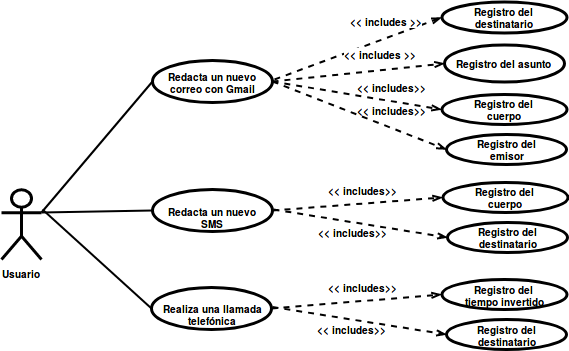 << includes >>
Registro del
destinatario
<< includes >>
Registro del asunto
Redacta un nuevo
correo con Gmail
<< includes>>
Registro del
cuerpo
<< includes>>
Registro del
emisor
Usuario
Redacta un nuevo
SMS
<< includes>>
Registro del
cuerpo
<< includes>>
Registro del
destinatario
Realiza una llamada
telefónica
<< includes>>
Registro del
tiempo invertido
<< includes>>
Registro del
destinatario